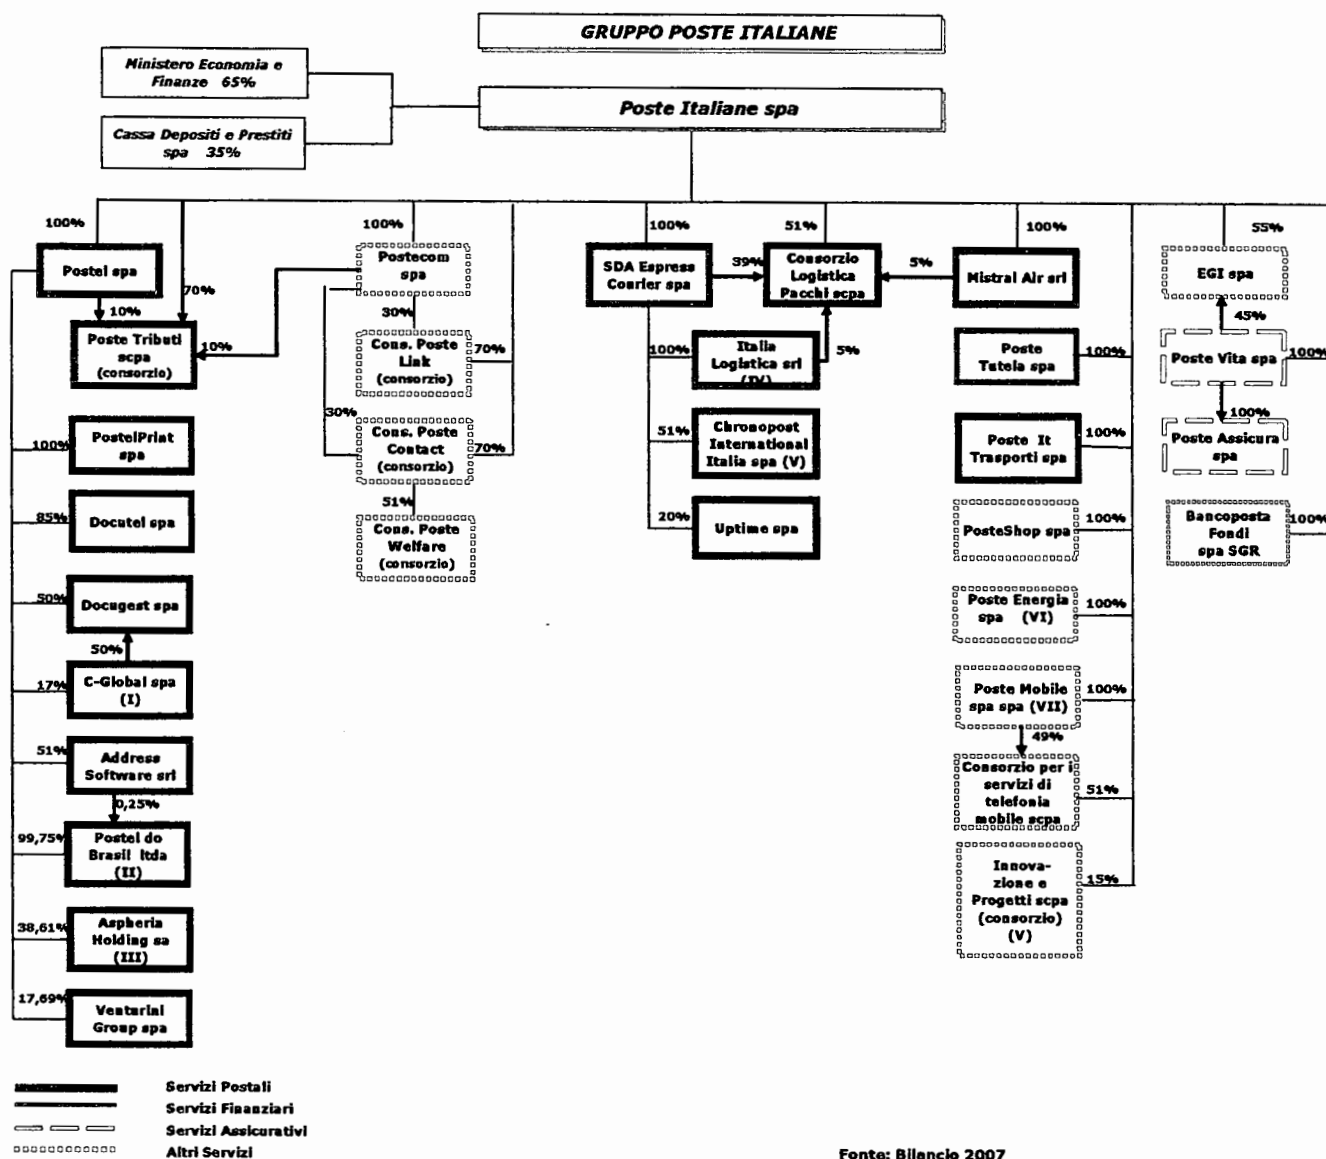 GRUPPO POSTE ITALIANE
Ministero Economia e
Finanze 65%
Poste Italiane spa
Cassa Depositi e Prestiti
spa 35%
100%
100%
100%
51%
100%
55%
Postel spa
70%
10%
Poste Tributi
scpa
(consorzio)
10%
100%
PostelPrint
spa
85%
Docutel spa
50%
Docugest spa
50%
17%
C-Global spa
(I)
51%
Address
Software srl
0,25%
99,75%
Postel do
Brasil ltda
(II)
38,61%
Aspheria
Holding sa
(III)
17,69%
Venturini
Group spa
Postecom
spa
30%
Cons. Poste
Link
(consorzio)
70%
30%
Cons. Poste
Contact
(consorzio)
70%
51%
Cons. Poste
Welfare
(consorzio)
SDA Express
Courier spa
39%
Consorzio
Logistica
Pacchi scpa
5%
Mistral Air srl
100%
Italia
Logistica srl
(IV)
5%
51%
Chronopost
International
Italia spa (V)
20%
Uptime spa
Poste
Tutela spa
100%
Poste It
Trasporti spa
100%
PosteShop spa
100%
Poste Energia
spa (VI)
100%
Poste Mobile
spa spa (VII)
100%
49%
Consorzio per i
servizi di
telefonia
mobile scpa
51%
Innova-
zione e
Progetti scpa
(consorzio)
(V)
15%
EGI spa
45%
Poste Vita spa
100%
100%
Poste Assicura
spa
Bancoposta
Fondi
spa SGR
100%
Servizi Postali
Servizi Finanziari
Servizi Assicurativi
Altri Servizi
Fonte: Bilancio 2007